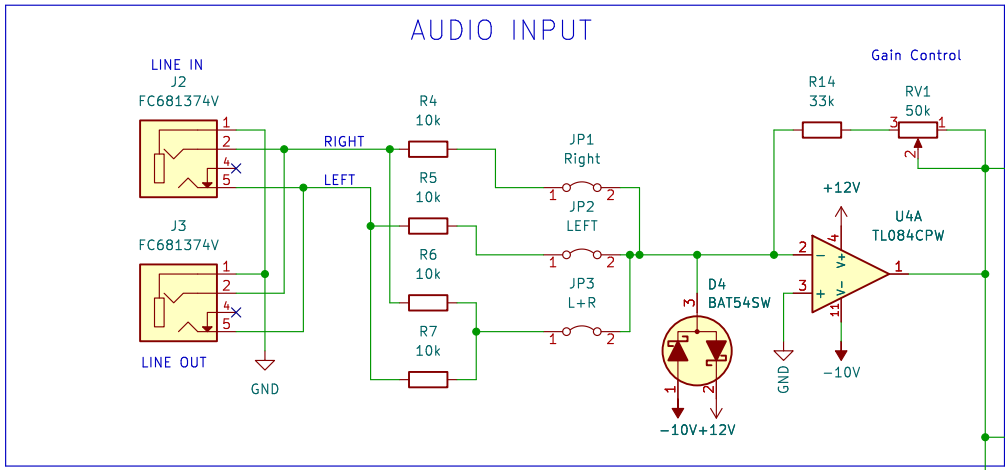 AUDIO INPUT
LINE IN
J2
FC681374V
1
2
4
5
J3
FC681374V
1
2
4
5
LINE OUT
GND
RIGHT
LEFT
R4
10k
R5
10k
R6
10k
R7
10k
JP1
Right
1 2
JP2
LEFT
1 2
JP3
L+R
1 2
D4
BAT54SW
3
1 2
-10V+12V
Gain Control
R14
33k
RV1
50k
3 1
2
+12V
U4A
TL084CPW
4
V+
2 -
1
3 +
V-
11
GND
-10V